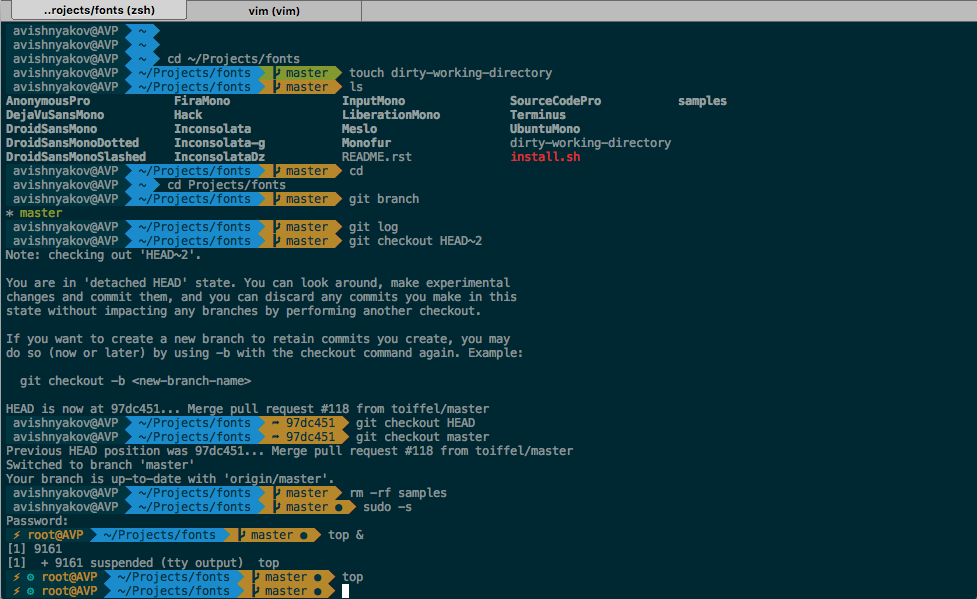 ..rojects/fonts (zsh) vim (vim)
avishnyakov@AVP ~
avishnyakov@AVP ~
avishnyakov@AVP ~ cd ~/Projects/fonts
avishnyakov@AVP ~/Projects/fonts master touch dirty-working-directory
avishnyakov@AVP ~/Projects/fonts master ls
AnonymousPro FiraMono InputMono SourceCodePro samples
DejaVuSansMono Hack LiberationMono Terminus
DroidSansMono Inconsolata Meslo UbuntuMono
DroidSansMonoDotted Inconsolata-g Monofur dirty-working-directory
DroidSansMonoSlashed InconsolataDz README.rst install.sh
avishnyakov@AVP ~/Projects/fonts master cd
avishnyakov@AVP ~ cd Projects/fonts
avishnyakov@AVP ~/Projects/fonts master git branch
* master
avishnyakov@AVP ~/Projects/fonts master git log
avishnyakov@AVP ~/Projects/fonts master git checkout HEAD~2
Note: checking out 'HEAD~2'.
You are in 'detached HEAD' state. You can look around, make experimental
changes and commit them, and you can discard any commits you make in this
state without impacting any branches by performing another checkout.
If you want to create a new branch to retain commits you create, you may
do so (now or later) by using -b with the checkout command again. Example:
git checkout -b <new-branch-name>
HEAD is now at 97dc451... Merge pull request #118 from toiffel/master
avishnyakov@AVP ~/Projects/fonts ➦ 97dc451 git checkout HEAD
avishnyakov@AVP ~/Projects/fonts ➦ 97dc451 git checkout master
Previous HEAD position was 97dc451... Merge pull request #118 from toiffel/master
Switched to branch 'master'
Your branch is up-to-date with 'origin/master'.
avishnyakov@AVP ~/Projects/fonts master rm -rf samples
avishnyakov@AVP ~/Projects/fonts master ● sudo -s
Password:
⚡ root@AVP ~/Projects/fonts master ● top &
[1] 9161
[1] + 9161 suspended (tty output) top
⚡ ⚙ root@AVP ~/Projects/fonts master ● top
⚡ ⚙ root@AVP ~/Projects/fonts master ●